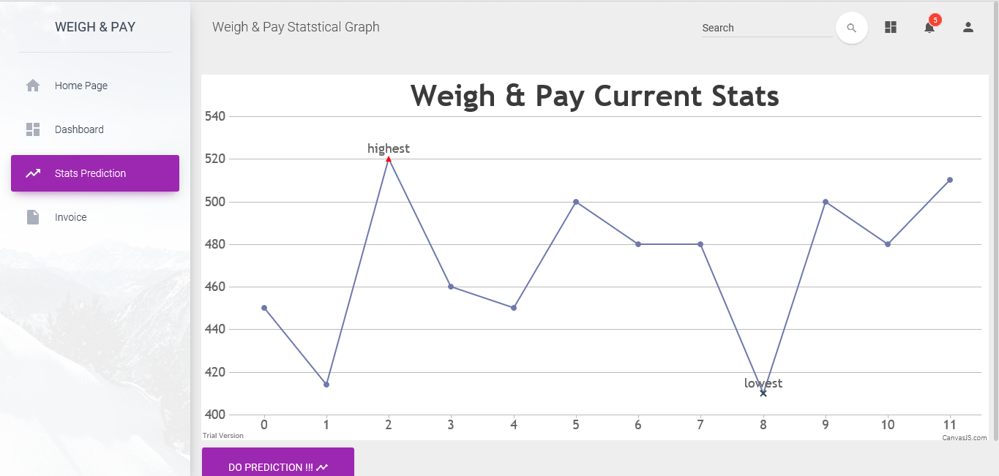 WEIGH & PAY
Home Page
Dashboard
Stats Prediction
Invoice
Weigh & Pay Statstical Graph
Search
5
Weigh & Pay Current Stats
540
520
500
480
460
440
420
400
highest
lowest
0 1 2 3 4 5 6 7 8 9 10 11
Trial Version
CanvasJS.com
DO PREDICTION !!!